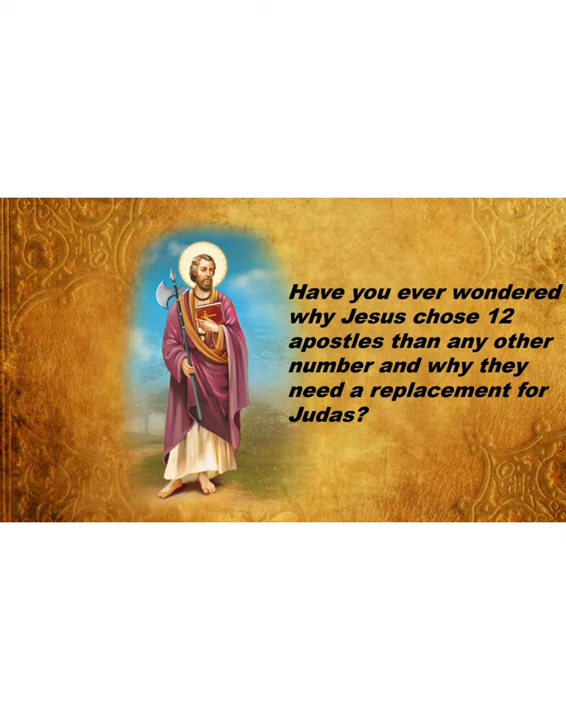 Have you ever wondered
why Jesus chose 12
apostles than any other
number and why they
need a replacement for
Judas?